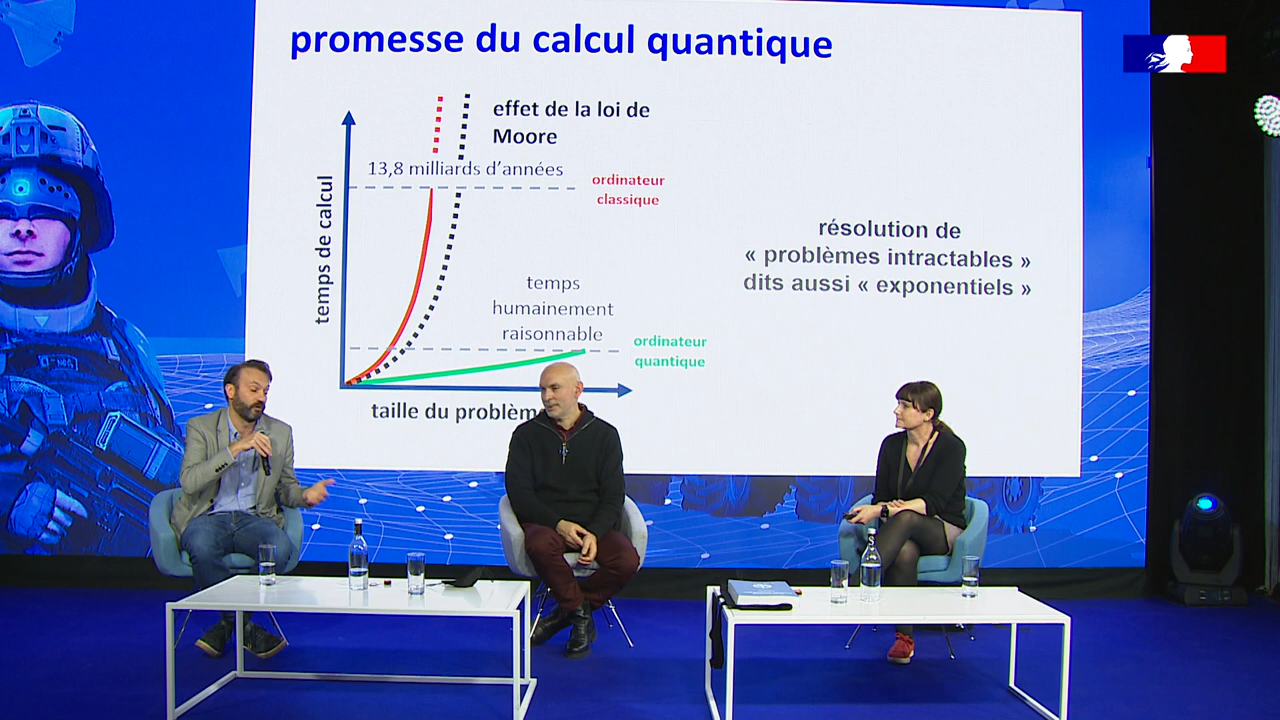 promesse du calcul quantique
effet de la loi de
Moore
13,8 milliards d'années
ordinateur
classique
temps de calcul
résolution de
« problèmes intractables »
dits aussi « exponentiels »
temps
humainement
raisonnable
ordinateur
quantique
taille du problème